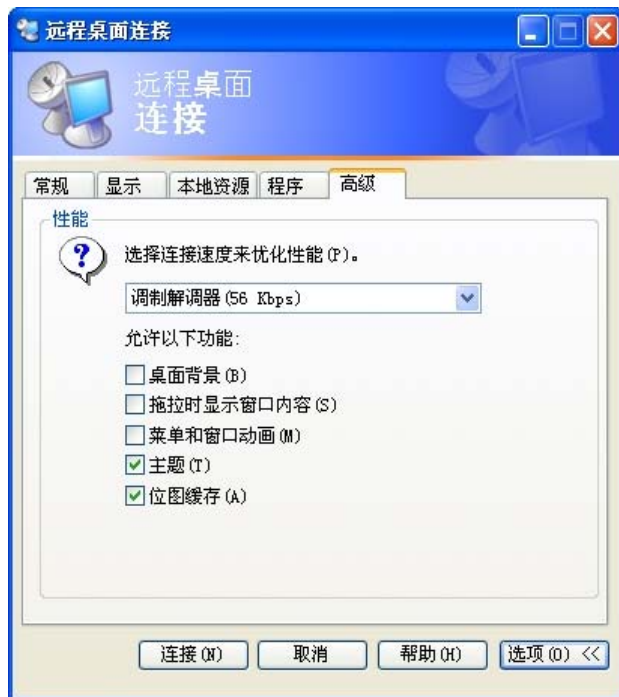 远程桌面连接
远程桌面
连接
常规 显示 本地资源 程序 高级
性能
选择连接速度来优化性能(P)。
调制解调器(56 Kbps)
允许以下功能:
桌面背景(B)
拖拉时显示窗口内容(S)
菜单和窗口动画(M)
主题(T)
位图缓存(A)
连接(N) 取消 帮助(H) 选项(O) <<